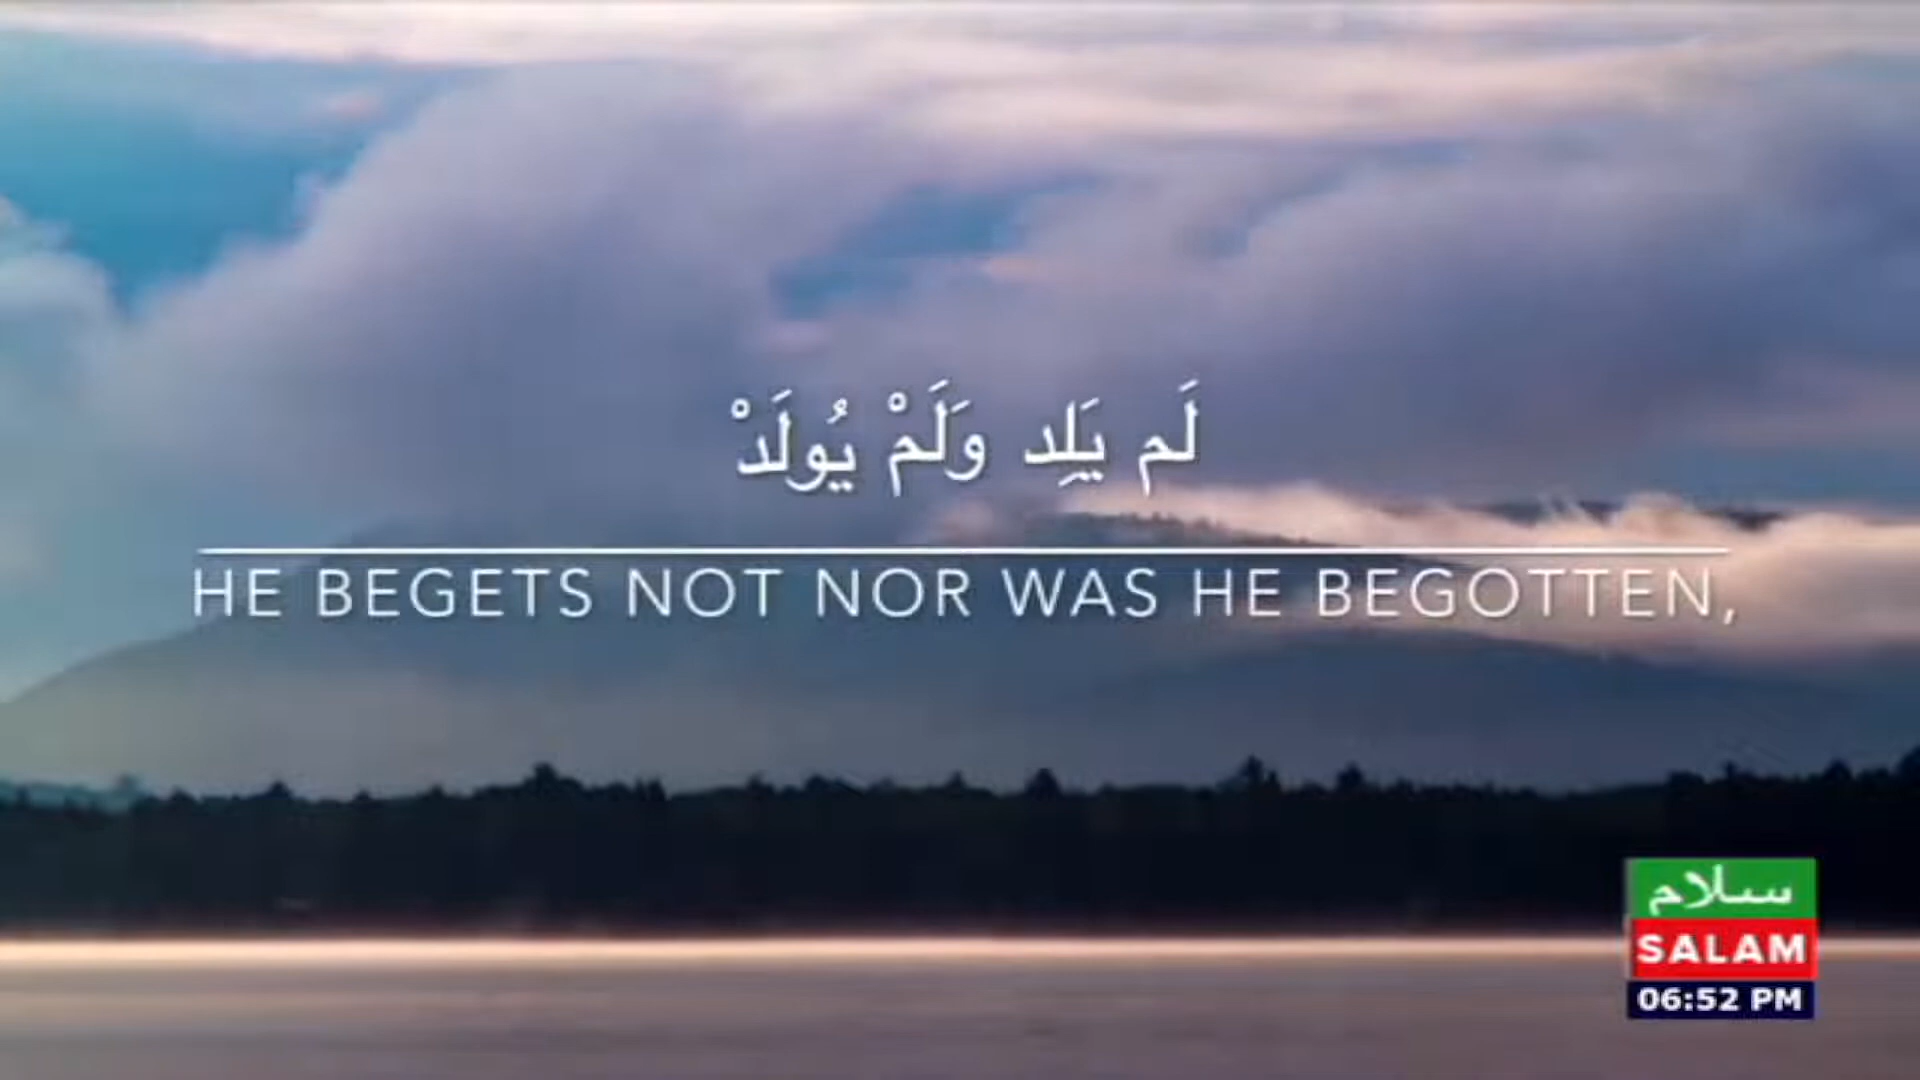 لَم يَلِد وَلَمْ يُولَدْ
HE BEGETS NOT NOR WAS HE BEGOTTEN,
سلام
SALAM
06:52 PM